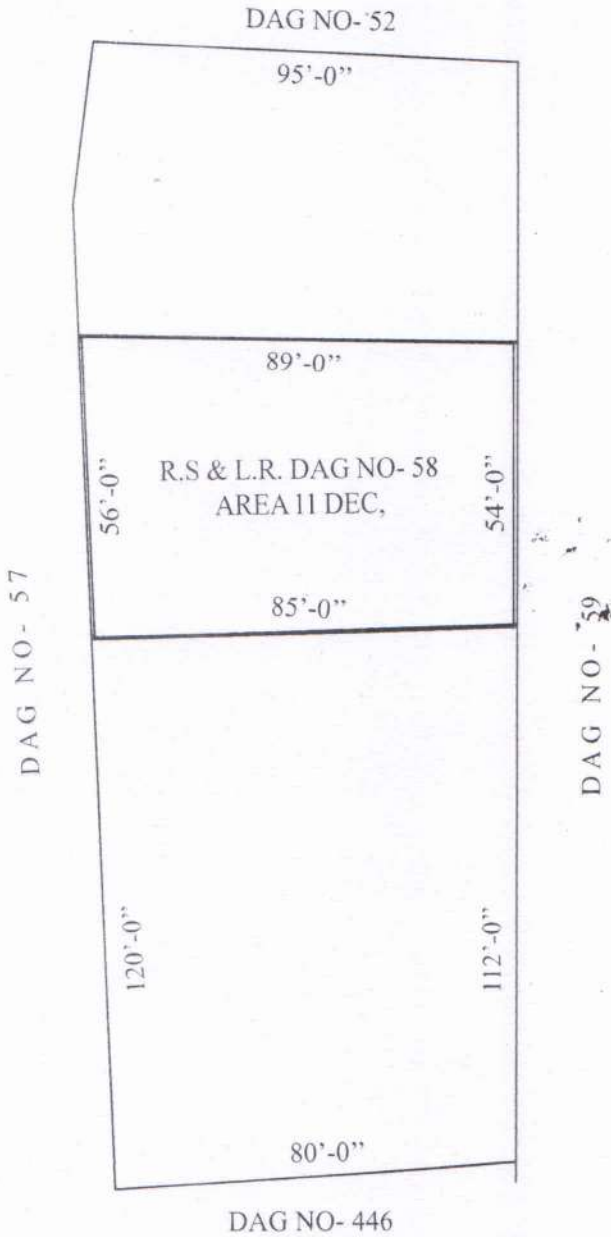 DAG NO- 52
95'-0"
89'-0"
R.S & L.R. DAG NO- 58
AREA 11 DEC,
56'-0"
54'-0"
85'-0"
DAG NO- 57
DAG NO- 59
120'-0"
112'-0"
80'-0"
DAG NO- 446